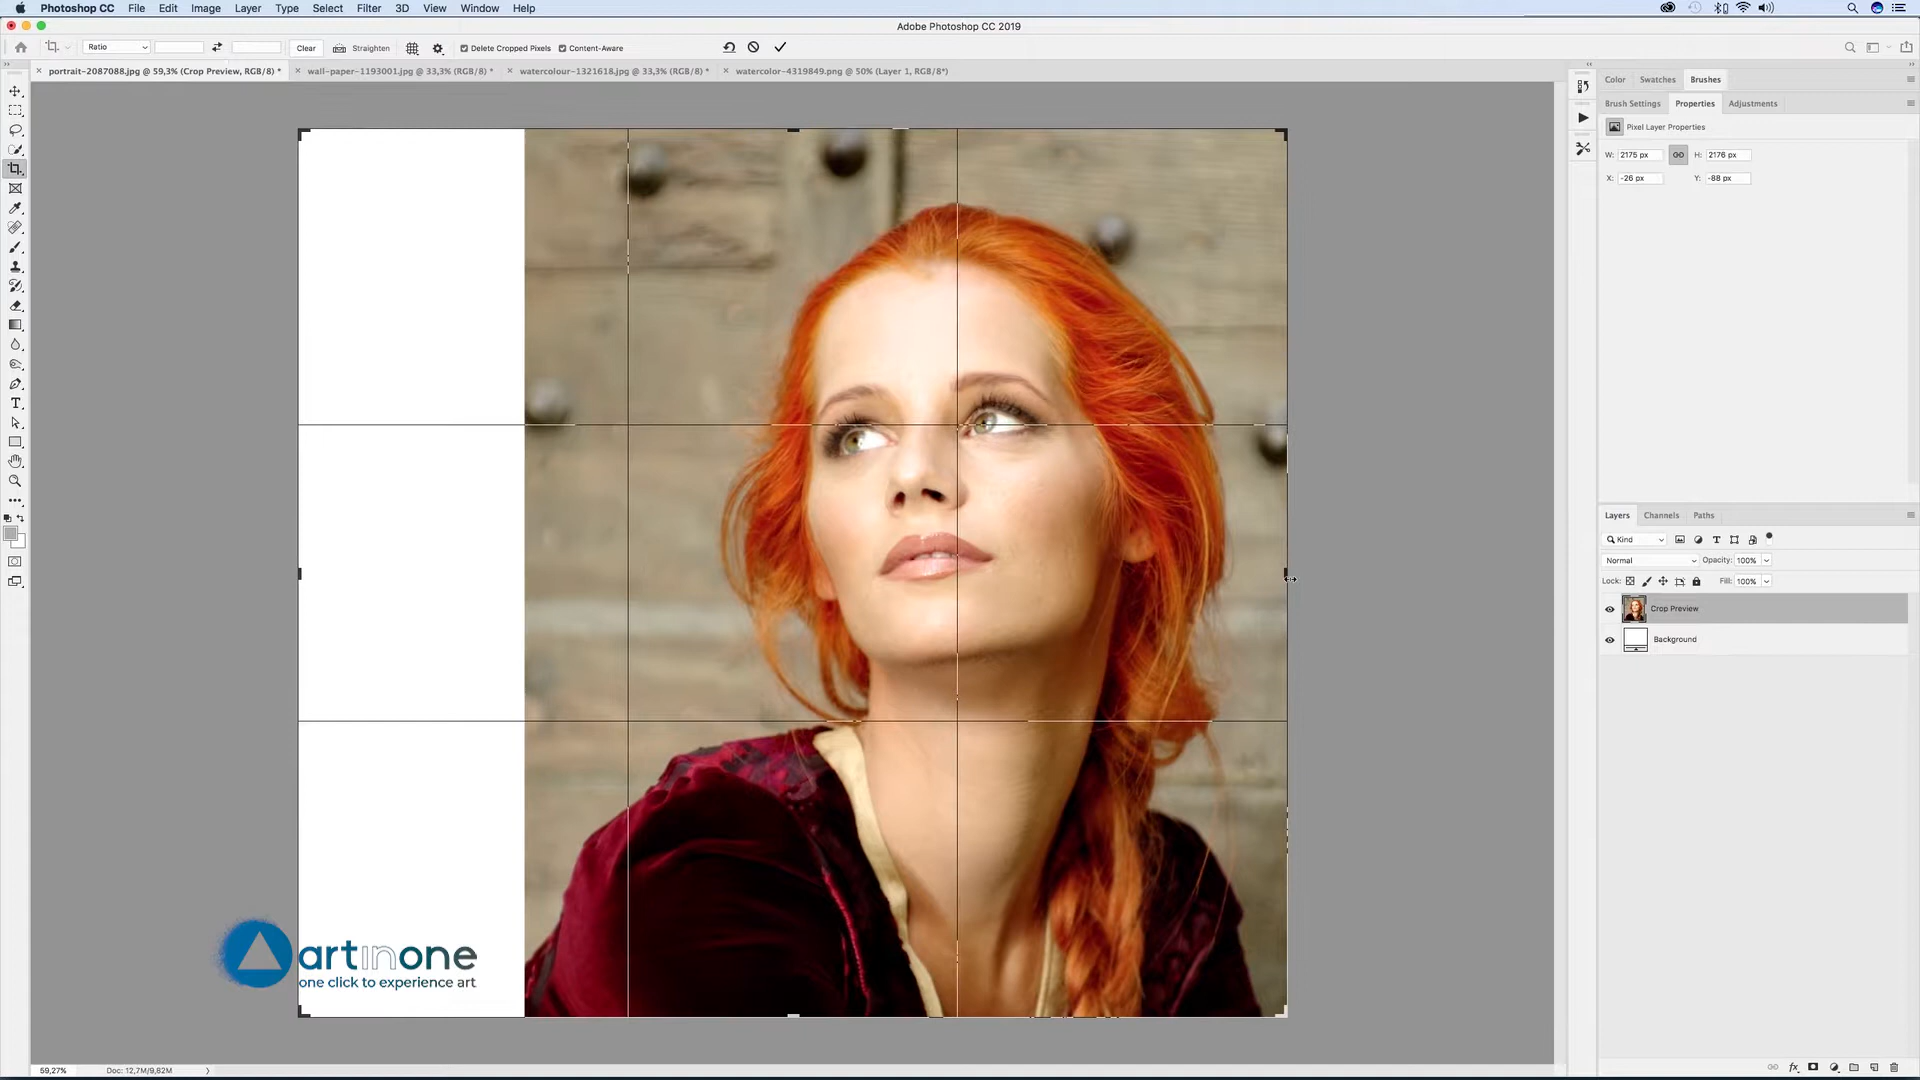 Photoshop CC File Edit Image Layer Type Select Filter 3D View Window Help
Adobe Photoshop CC 2019
Ratio Clear Straighten Delete Cropped Pixels Content-Aware
portrait-2087088.jpg @ 59,3% (Crop Preview, RGB/8) * wall-paper-1193001.jpg @ 33,3% (RGB/8) * watercolour-1321618.jpg @ 33,3% (RGB/8) * watercolor-4319849.png @ 50% (Layer 1, RGB/8*)
Color Swatches Brushes
Brush Settings Properties Adjustments
Pixel Layer Properties
W: 2175 px H: 2176 px
X: -26 px Y: -88 px
Layers Channels Paths
Kind
Normal Opacity: 100%
Lock: Fill: 100%
Crop Preview
Background
artinone
one click to experience art
59,27% Doc: 12,7M/9,82M